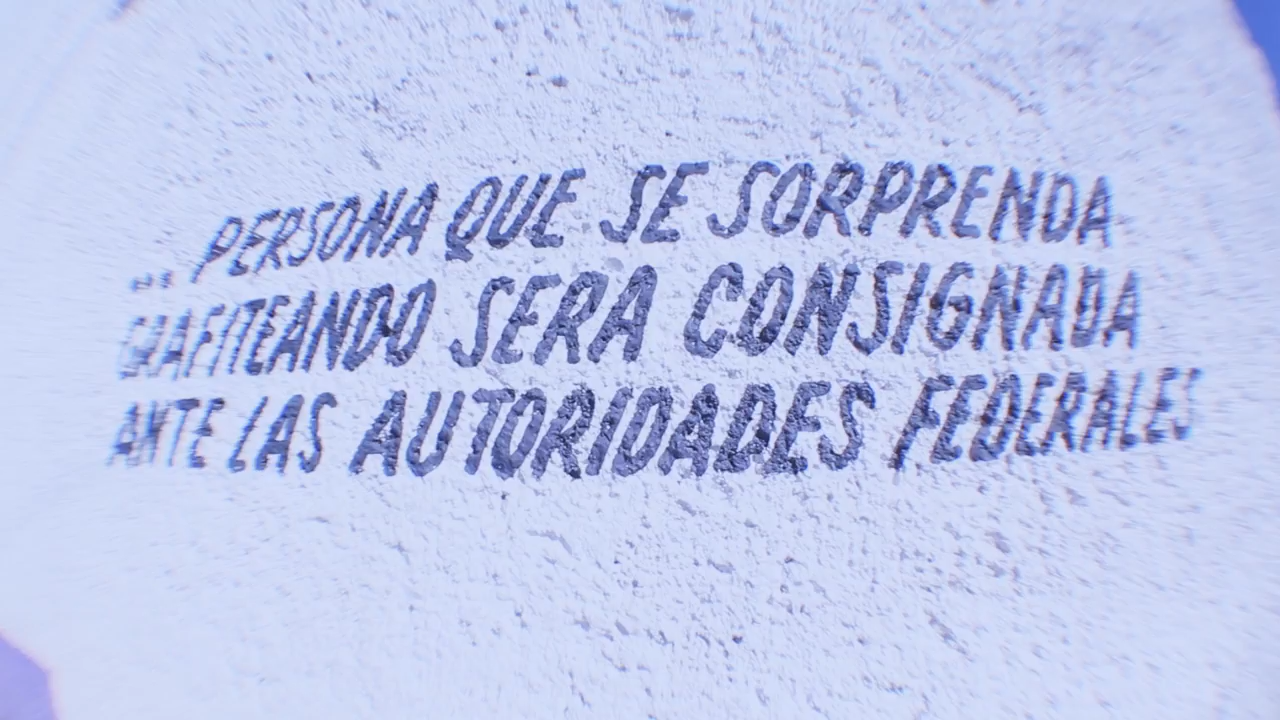 ... PERSONA QUE SE SORPRENDA
GRAFITEANDO SERA CONSIGNADA
ANTE LAS AUTORIDADES FEDERALES